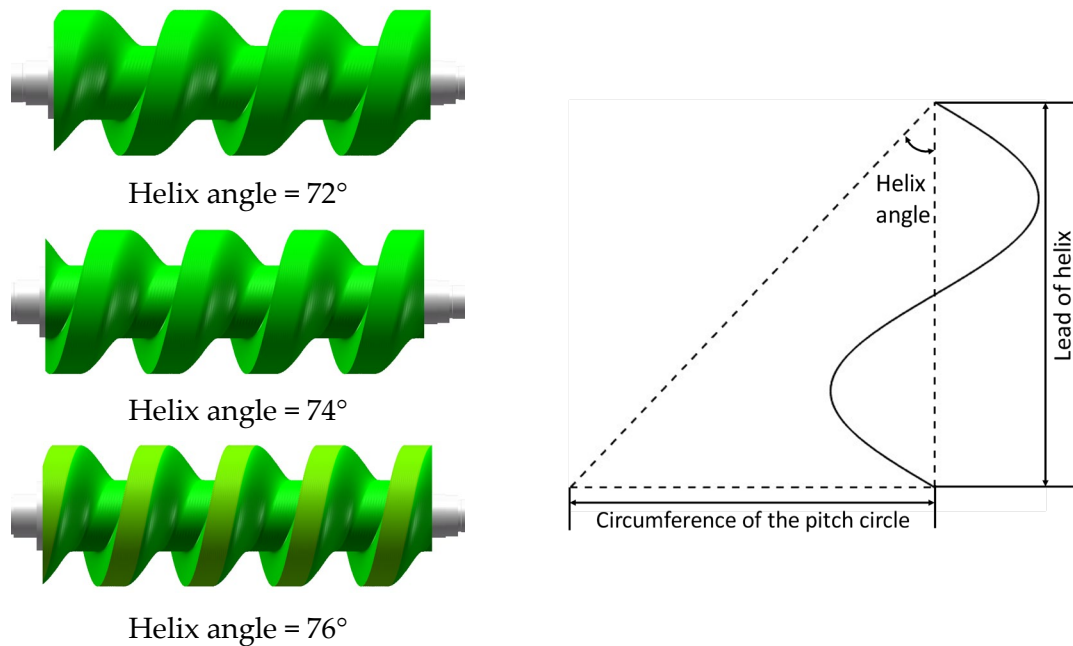 Helix angle = 72°
Helix angle = 74°
Helix angle = 76°
Helix
angle
Lead of helix
Circumference of the pitch circle